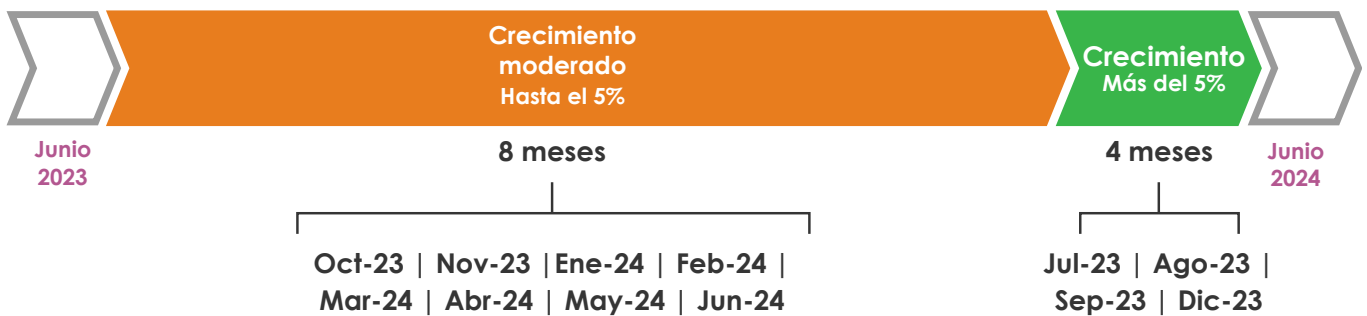 Crecimiento
moderado
Hasta el 5%
Crecimiento
Más del 5%
Junio
2023
8 meses
4 meses
Junio
2024
Oct-23 | Nov-23 |Ene-24 | Feb-24 |
Mar-24 | Abr-24 | May-24 | Jun-24
Jul-23 | Ago-23 |
Sep-23 | Dic-23